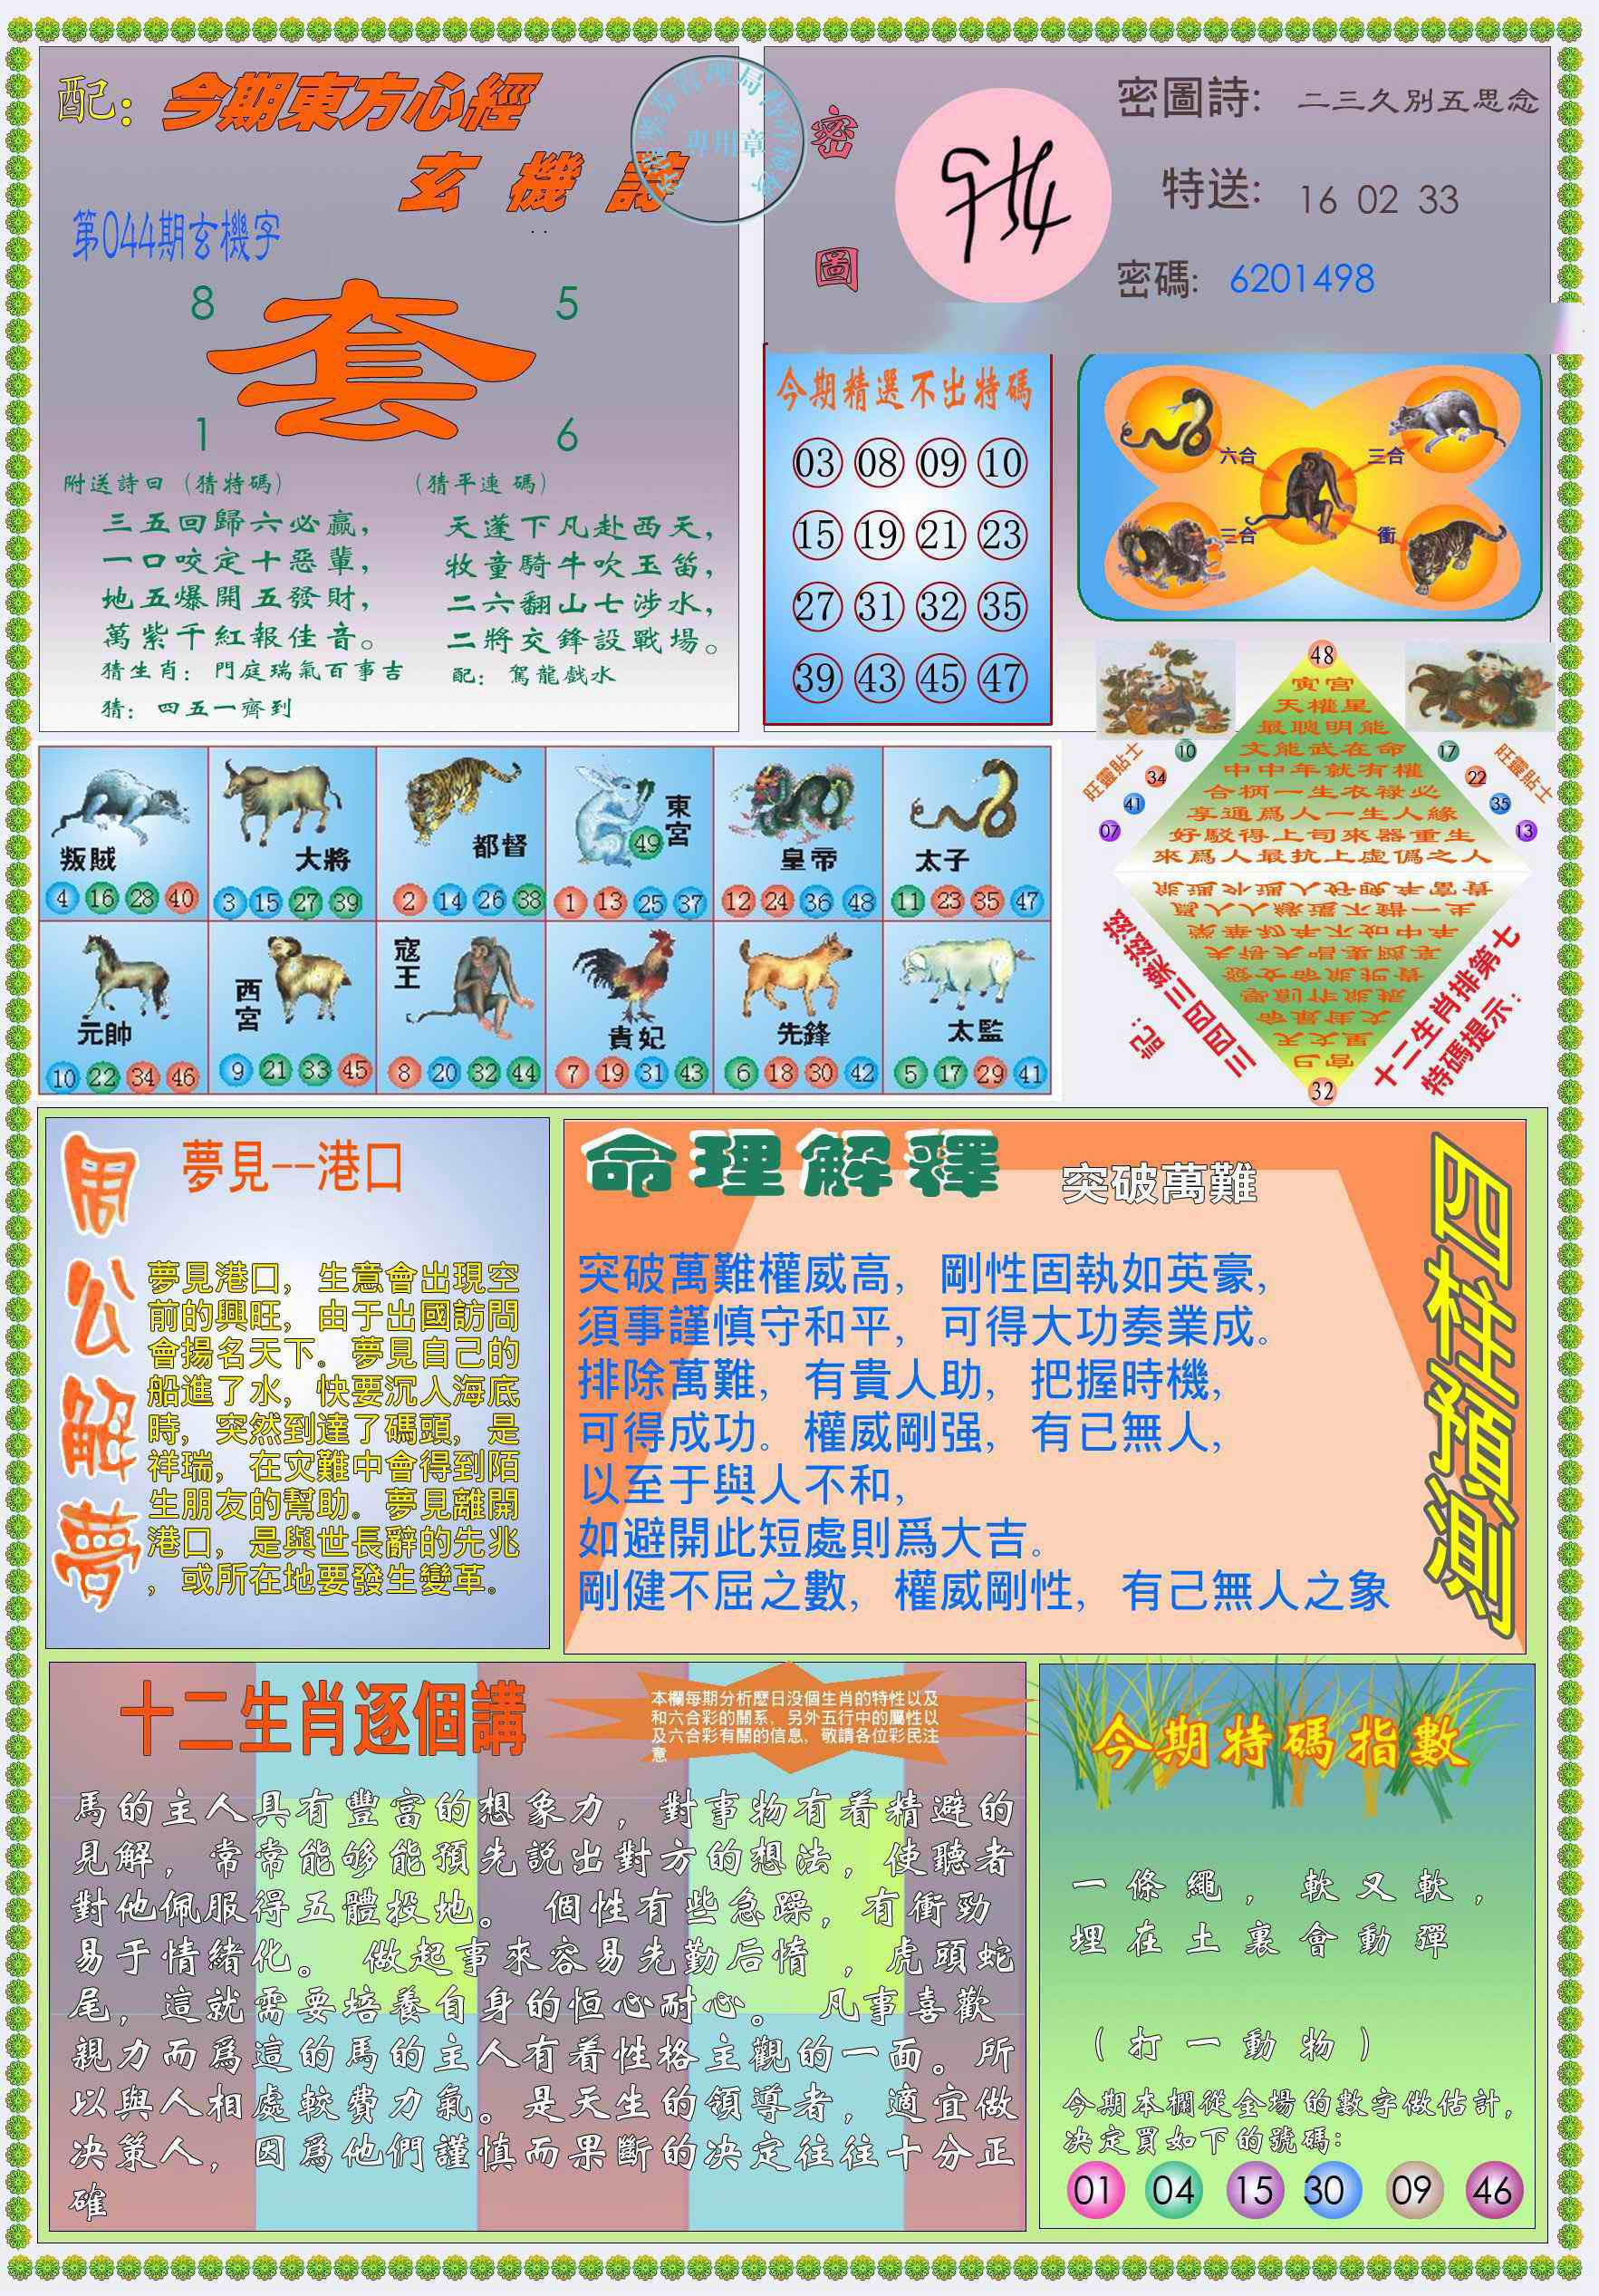 配：今期東方心經
玄機詩
第044期玄機字
8 5
套
1 6
附送詩曰（猜特碼）
三五回歸六必贏，
一口咬定十惡輩，
地五爆開五發財，
萬紫千紅報佳音。
猜生肖：門庭瑞氣百事吉
猜：四五一齊到
（猜平連 碼）
天蓬下凡赴西天，
牧童騎牛吹玉笛，
二六翻山七涉水，
二將交鋒設戰場。
配：駕龍戲水
專用章
密圖
密圖詩: 二三久別五思念
特送: 16 02 33
密碼: 6201498
今期精選不出特碼
03 08 09 10
15 19 21 23
27 31 32 35
39 43 45 47
六合 三合
三合 衝
48
寅宮
天權星
最聰明能
文能武在命
中中年就有權
合柄一生衣祿必
享通爲人一生人緣
好駁得上司來器重生
來爲人最抗上虛僞之人
旺靈貼士
10
34
41
07
旺靈貼士
17
22
35
13
32
記：
三四四三三樂滋滋
十二生肖排第七
特碼提示：
叛賊
4 16 28 40
大將
3 15 27 39
都督
2 14 26 38
東宮
49
1 13 25 37
皇帝
12 24 36 48
太子
11 23 35 47
元帥
10 22 34 46
西宮
9 21 33 45
寇王
8 20 32 44
貴妃
7 19 31 43
先鋒
6 18 30 42
太監
5 17 29 41
周公解夢
夢見--港口
夢見港口，生意會出現空
前的興旺，由于出國訪問
會揚名天下。夢見自己的
船進了水，快要沉入海底
時，突然到達了碼頭，是
祥瑞，在灾難中會得到陌
生朋友的幫助。夢見離開
港口，是與世長辭的先兆
，或所在地要發生變革。
命理解釋 突破萬難
突破萬難權威高，剛性固執如英豪，
須事謹慎守和平，可得大功奏業成。
排除萬難，有貴人助，把握時機，
可得成功。權威剛强，有已無人，
以至于與人不和，
如避開此短處則爲大吉。
剛健不屈之數，權威剛性，有己無人之象
四柱預測
十二生肖逐個講
本欄每期分析歷日没個生肖的特性以及
和六合彩的關系，另外五行中的屬性以
及六合彩有關的信息，敬請各位彩民注
意
馬的主人具有豐富的想象力，對事物有着精避的
見解，常常能够能預先説出對方的想法，使聽者
對他佩服得五體投地。 個性有些急躁，有衝勁
易于情緒化。 做起事來容易先勤后惰 ，虎頭蛇
尾，這就需要培養自身的恒心耐心。 凡事喜歡
親力而爲這的馬的主人有着性格主觀的一面。所
以與人相處較費力氣。是天生的領導者，適宜做
决策人，因爲他們謹慎而果斷的决定往往十分正
確
今期特碼指數
一條繩，軟又軟，
埋在土裏會動彈
（打一動物）
今期本欄從全場的數字做估計，
决定買如下的號碼：
01 04 15 30 09 46